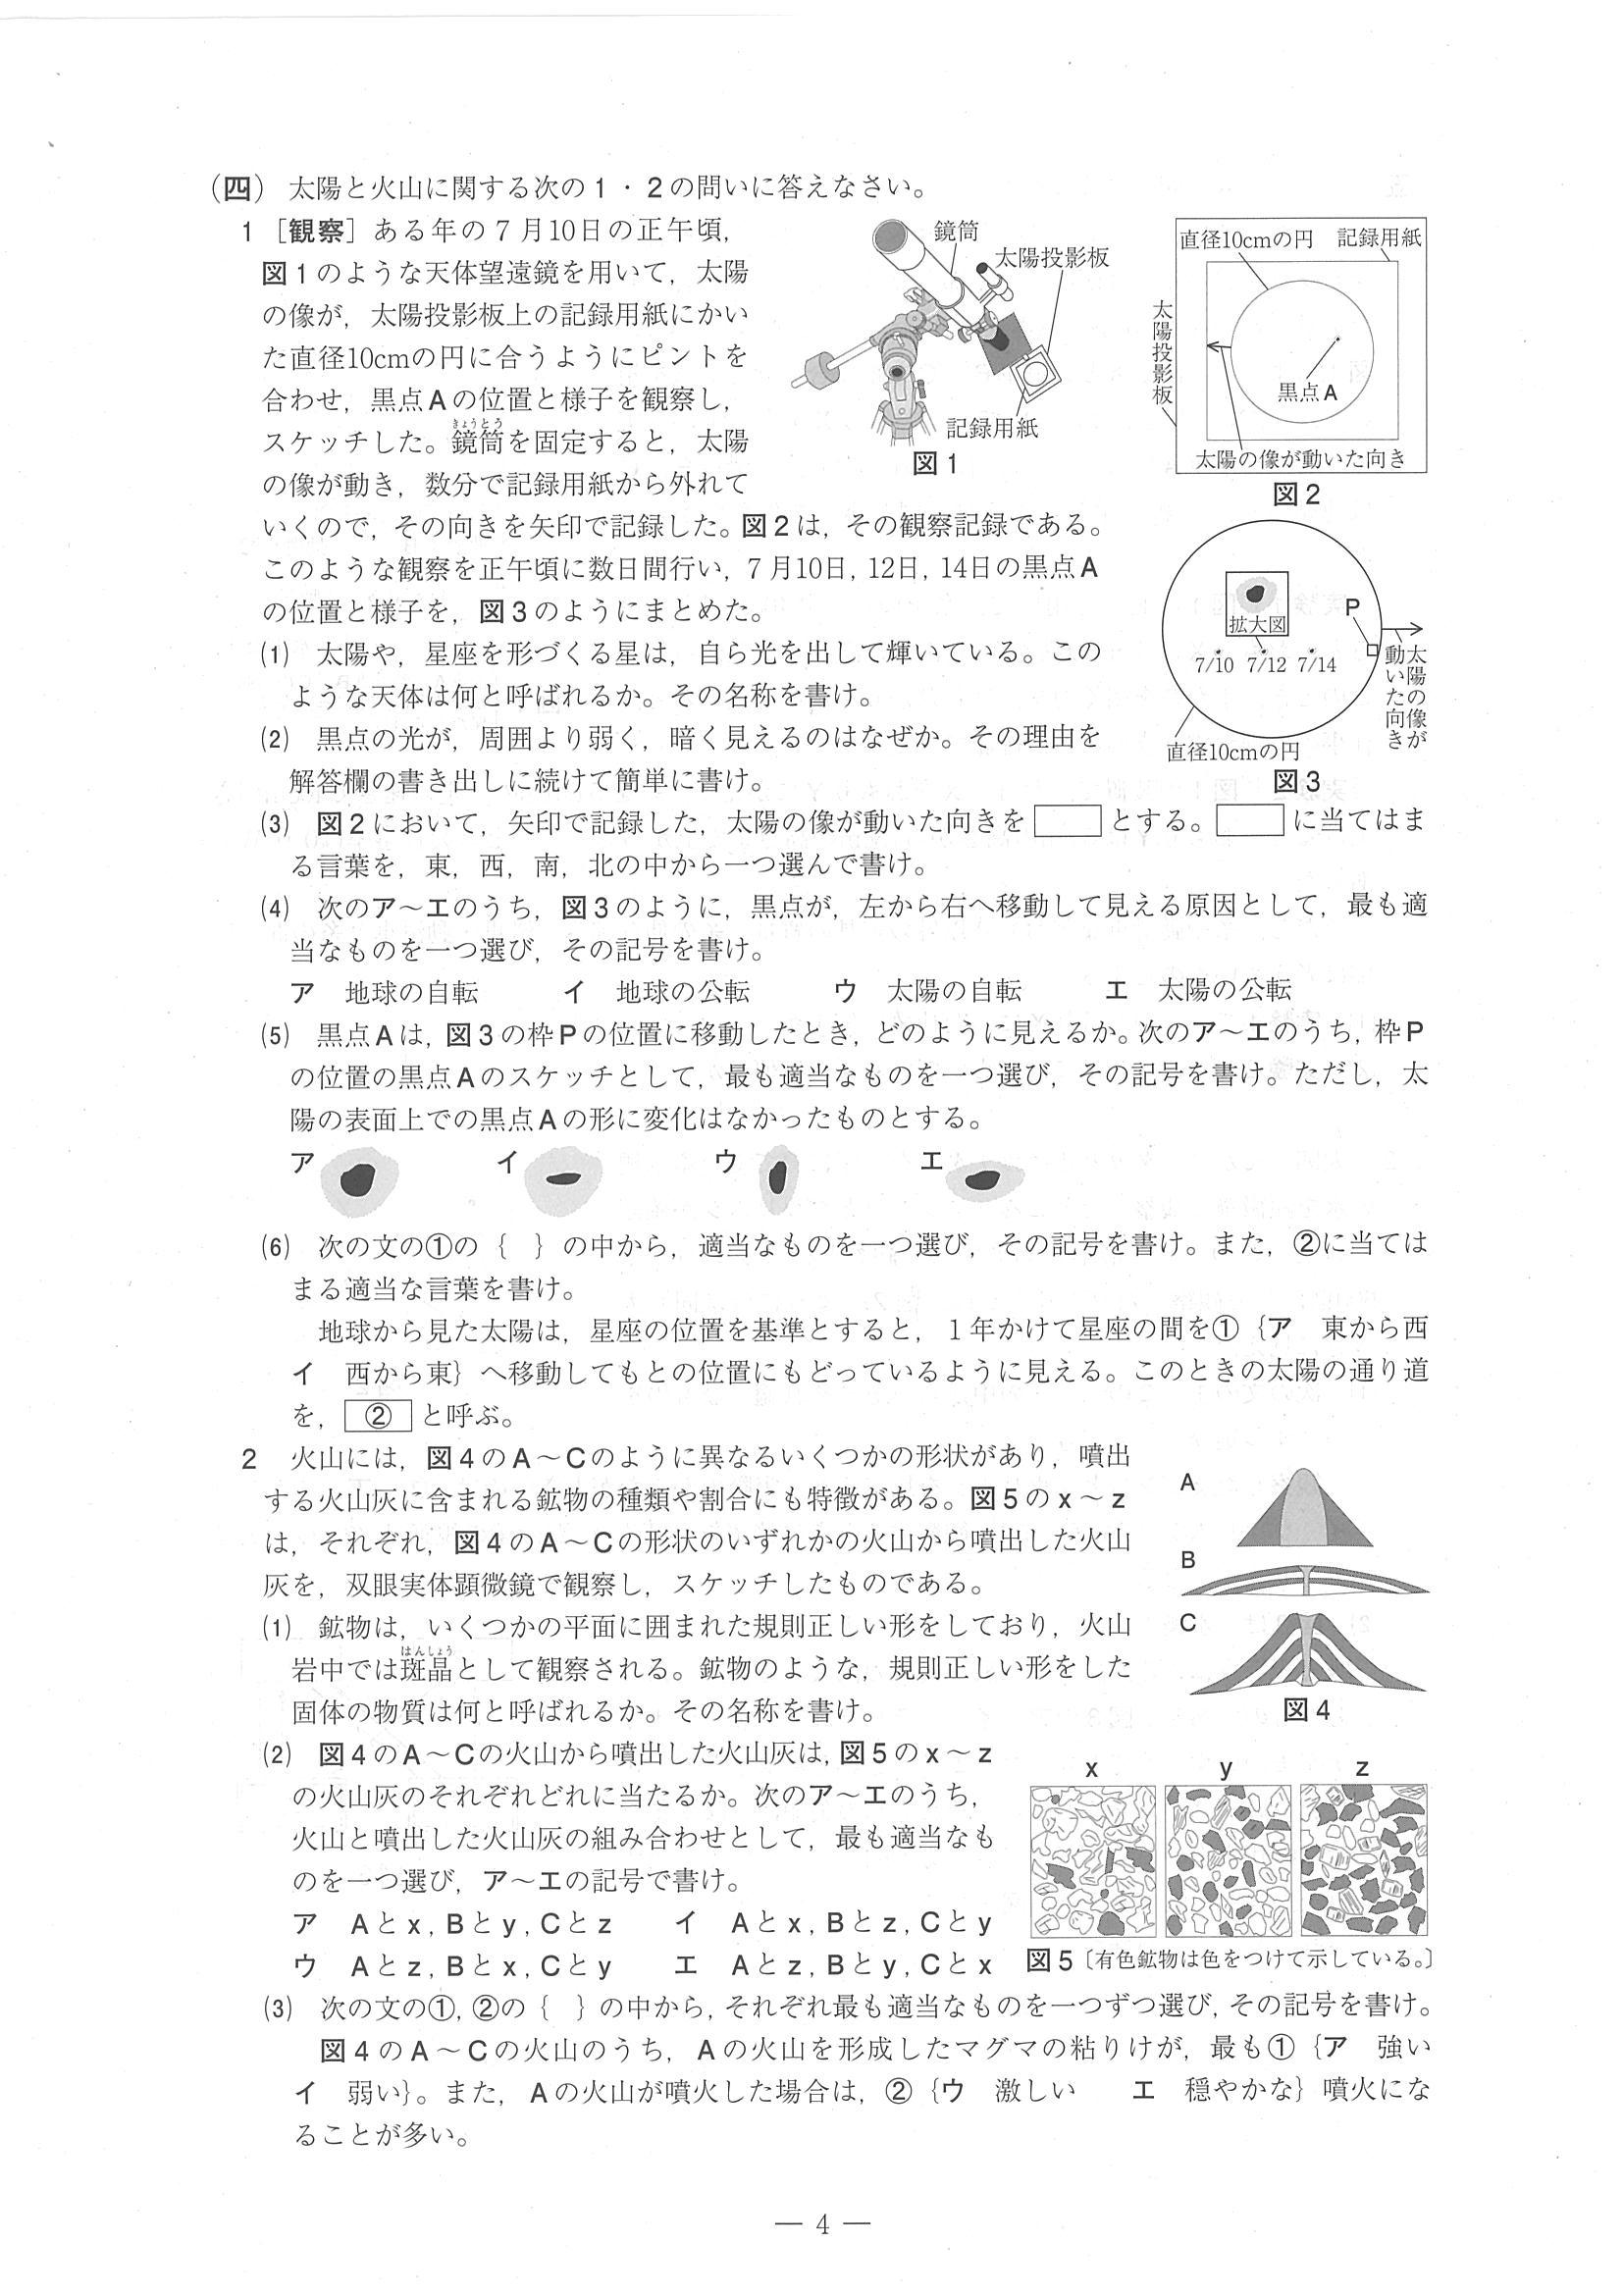 (四) 太陽と火山に関する次の1・2の問いに答えなさい。
1 ［観察］ある年の7月10日の正午頃，
図1のような天体望遠鏡を用いて，太陽
の像が，太陽投影板上の記録用紙にかい
た直径10cmの円に合うようにピントを
合わせ，黒点Aの位置と様子を観察し，
きょうとう
スケッチした。鏡筒を固定すると，太陽
の像が動き，数分で記録用紙から外れて
いくので，その向きを矢印で記録した。図2は，その観察記録である。
このような観察を正午頃に数日間行い，7月10日，12日，14日の黒点A
の位置と様子を，図3のようにまとめた。
鏡筒
太陽投影板
記録用紙
図1
直径10cmの円 記録用紙
太陽投影板
黒点A
太陽の像が動いた向き
図2
拡大図
P
7/10 7/12 7/14
太陽の像が
動いた向き
直径10cmの円
図3
(1) 太陽や，星座を形づくる星は，自ら光を出して輝いている。この
ような天体は何と呼ばれるか。その名称を書け。
(2) 黒点の光が，周囲より弱く，暗く見えるのはなぜか。その理由を
解答欄の書き出しに続けて簡単に書け。
(3) 図2において，矢印で記録した，太陽の像が動いた向きを　　とする。　　に当てはま
る言葉を，東，西，南，北の中から一つ選んで書け。
(4) 次のア〜エのうち，図3のように，黒点が，左から右へ移動して見える原因として，最も適
当なものを一つ選び，その記号を書け。
ア 地球の自転 イ 地球の公転 ウ 太陽の自転 エ 太陽の公転
(5) 黒点Aは，図3の枠Pの位置に移動したとき，どのように見えるか。次のア〜エのうち，枠P
の位置の黒点Aのスケッチとして，最も適当なものを一つ選び，その記号を書け。ただし，太
陽の表面上での黒点Aの形に変化はなかったものとする。
ア イ ウ エ
(6) 次の文の①の｛ ｝の中から，適当なものを一つ選び，その記号を書け。また，②に当ては
まる適当な言葉を書け。
地球から見た太陽は，星座の位置を基準とすると，1年かけて星座の間を①｛ア 東から西
イ 西から東｝へ移動してもとの位置にもどっているように見える。このときの太陽の通り道
を，②と呼ぶ。
2 火山には，図4のA〜Cのように異なるいくつかの形状があり，噴出
する火山灰に含まれる鉱物の種類や割合にも特徴がある。図5のx〜z
は，それぞれ，図4のA〜Cの形状のいずれかの火山から噴出した火山
灰を，双眼実体顕微鏡で観察し，スケッチしたものである。
(1) 鉱物は，いくつかの平面に囲まれた規則正しい形をしており，火山
はんしょう
岩中では斑晶として観察される。鉱物のような，規則正しい形をした
固体の物質は何と呼ばれるか。その名称を書け。
A
B
C
図4
(2) 図4のA〜Cの火山から噴出した火山灰は，図5のx〜z
の火山灰のそれぞれどれに当たるか。次のア〜エのうち，
火山と噴出した火山灰の組み合わせとして，最も適当なも
のを一つ選び，ア〜エの記号で書け。
ア Aとx，Bとy，Cとz イ Aとx，Bとz，Cとy
ウ Aとz，Bとx，Cとy エ Aとz，Bとy，Cとx
x y z
図5〔有色鉱物は色をつけて示している。〕
(3) 次の文の①，②の｛ ｝の中から，それぞれ最も適当なものを一つずつ選び，その記号を書け。
図4のA〜Cの火山のうち，Aの火山を形成したマグマの粘りけが，最も①｛ア 強い
イ 弱い｝。また，Aの火山が噴火した場合は，②｛ウ 激しい エ 穏やかな｝噴火にな
ることが多い。
― 4 ―